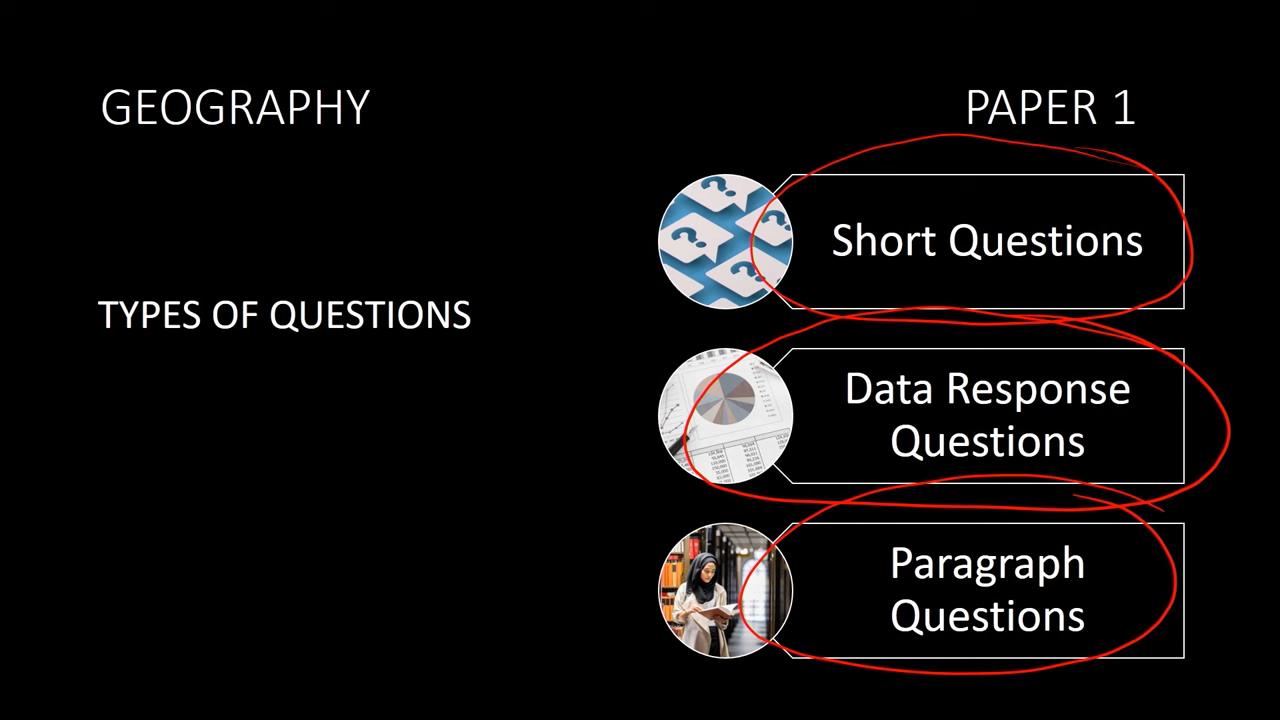 GEOGRAPHY
PAPER 1
TYPES OF QUESTIONS
Short Questions
Data Response
Questions
Paragraph
Questions